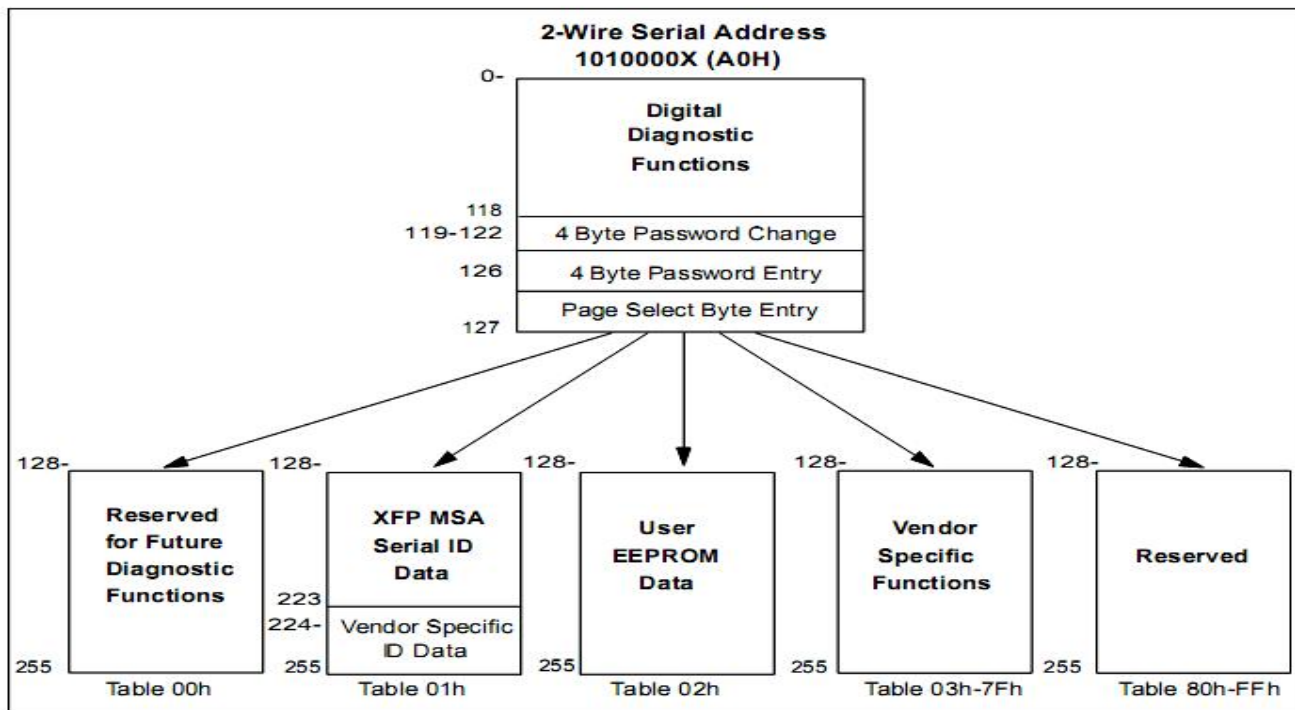 2-Wire Serial Address
1010000X (A0H)
0-
Digital
Diagnostic
Functions
118
119-122
4 Byte Password Change
126
4 Byte Password Entry
Page Select Byte Entry
127
128-
Reserved
for Future
Diagnostic
Functions
255
Table 00h
128-
XFP MSA
Serial ID
Data
223
224-
Vendor Specific
ID Data
255
Table 01h
128-
User
EEPROM
Data
255
Table 02h
128-
Vendor
Specific
Functions
255
Table 03h-7Fh
128-
Reserved
255
Table 80h-FFh